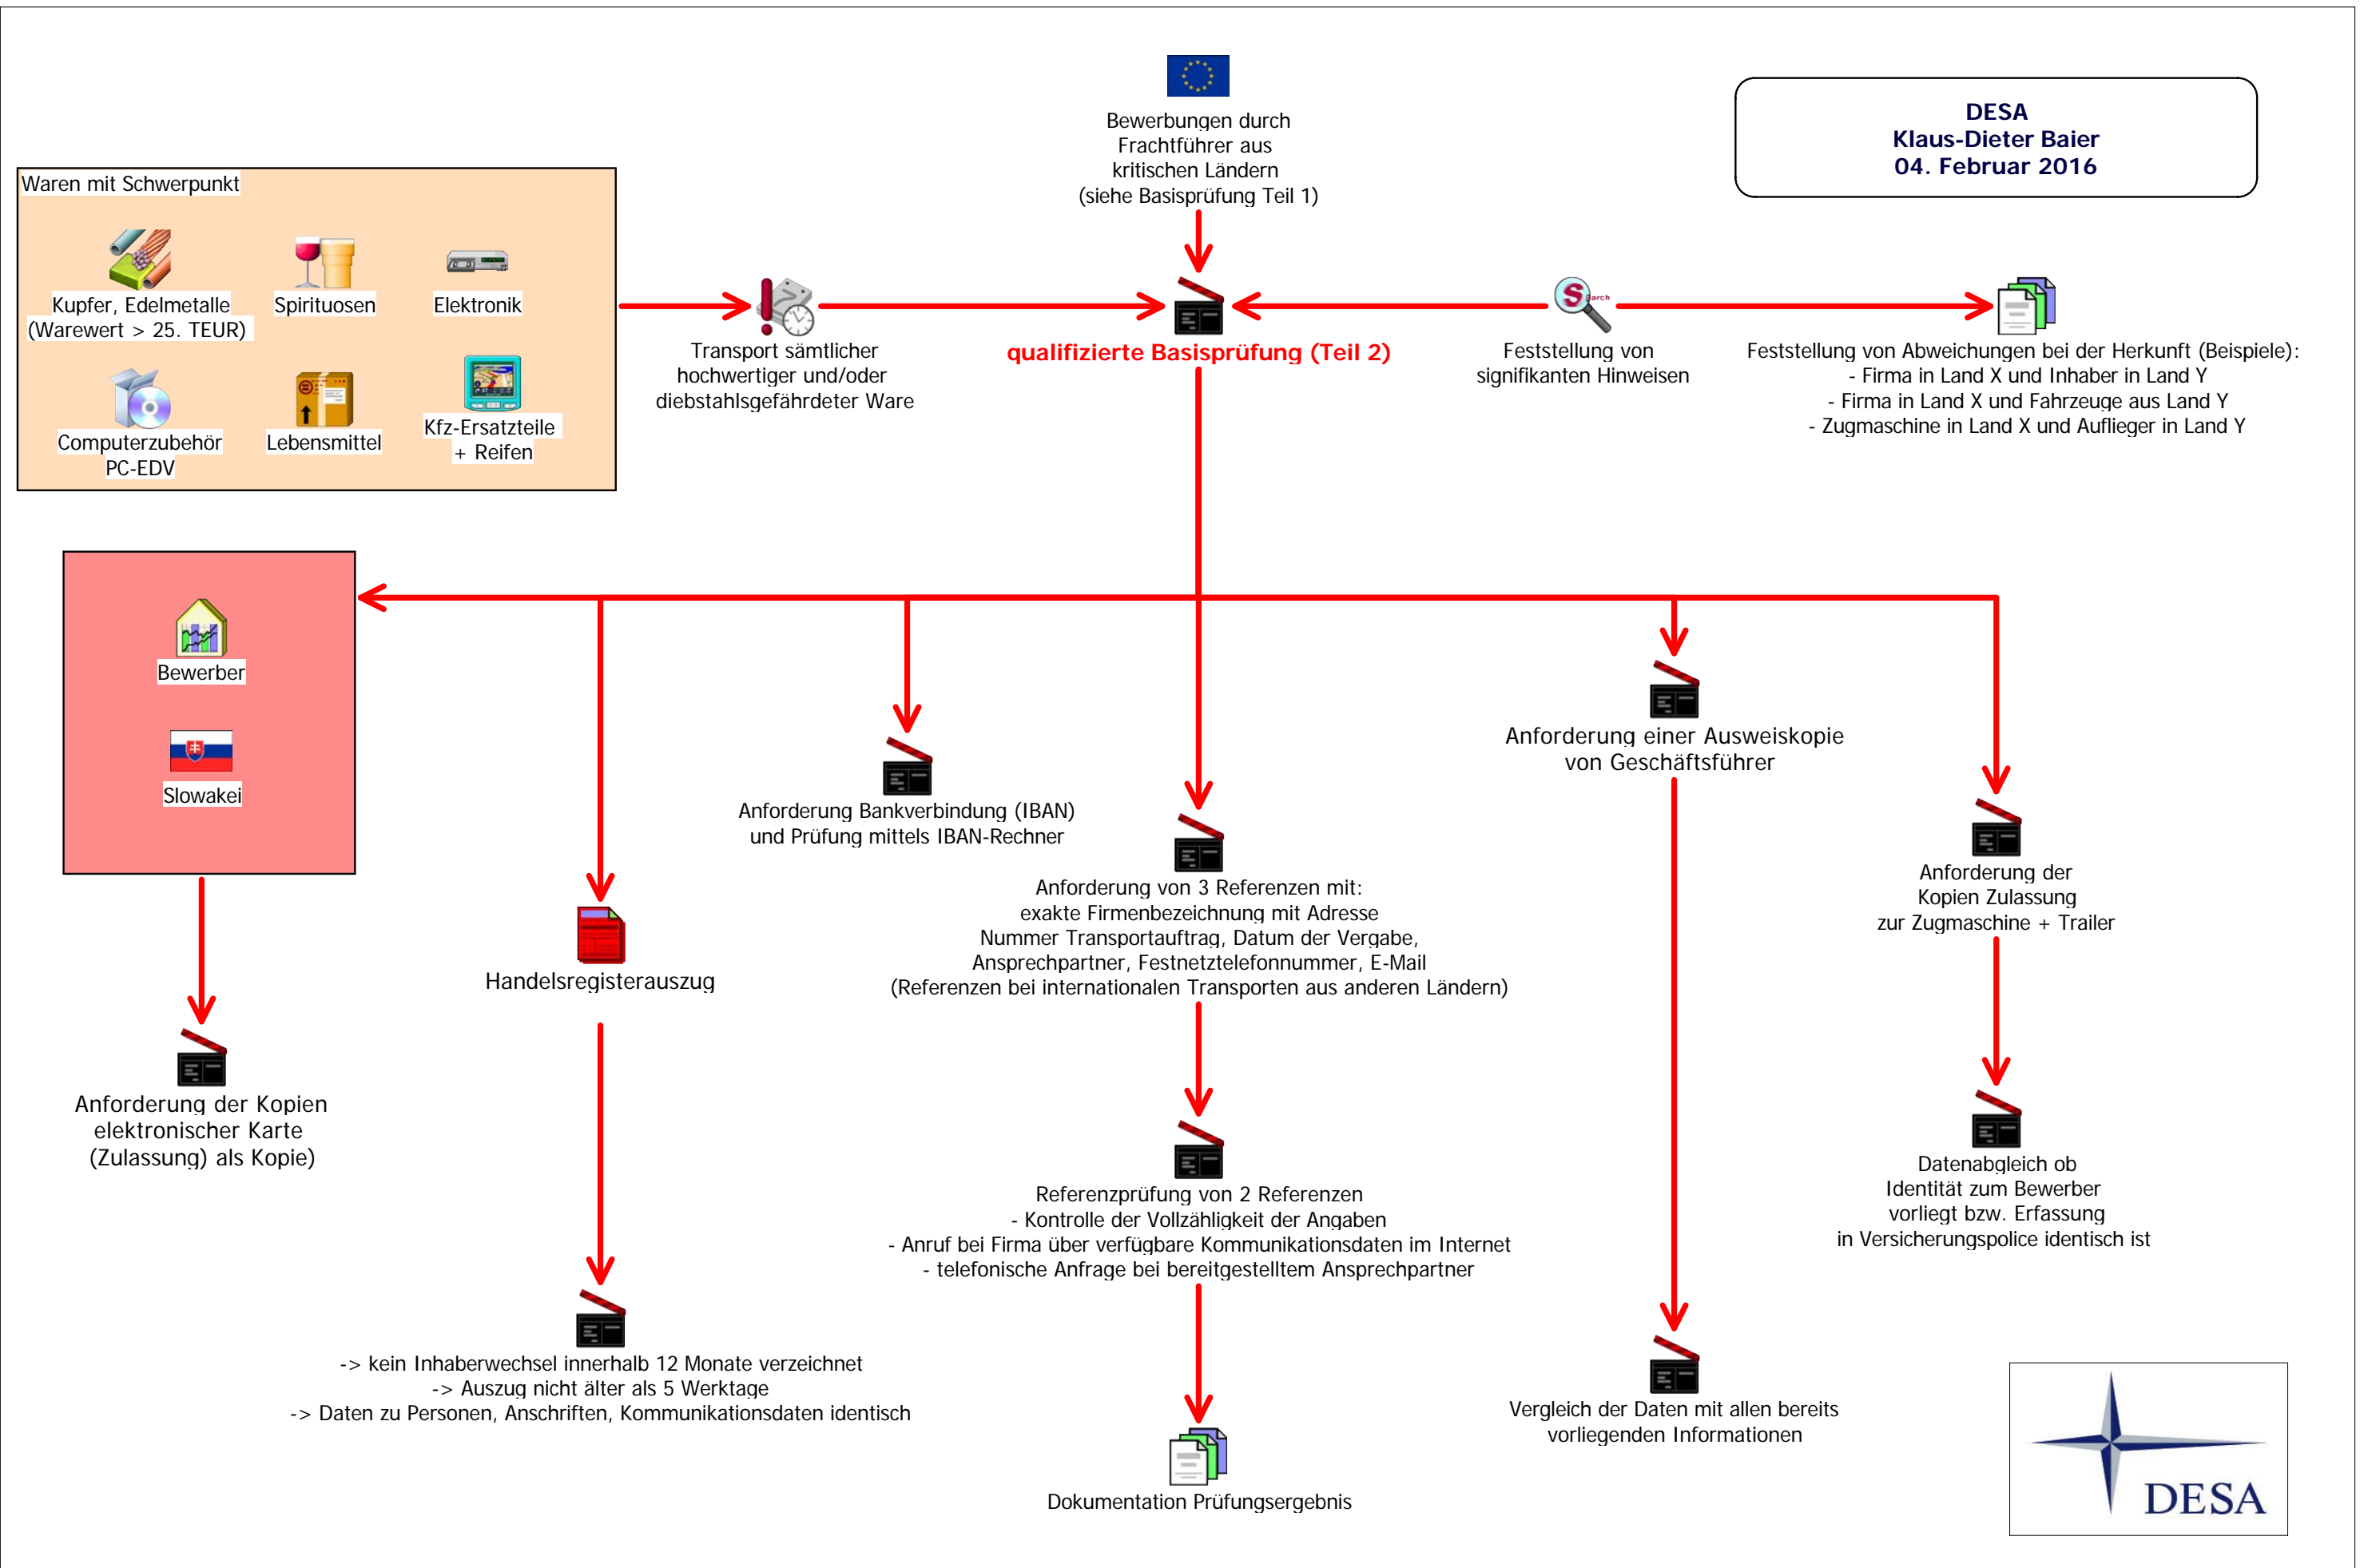 Bewerbungen durch
Frachtführer aus
kritischen Ländern
(siehe Basisprüfung Teil 1)
DESA
Klaus-Dieter Baier
04. Februar 2016
Waren mit Schwerpunkt
Kupfer, Edelmetalle
(Warewert > 25. TEUR)
Spirituosen
Elektronik
Computerzubehör
PC-EDV
Lebensmittel
Kfz-Ersatzteile
+ Reifen
Transport sämtlicher
hochwertiger und/oder
diebstahlsgefährdeter Ware
qualifizierte Basisprüfung (Teil 2)
Search
Feststellung von
signifikanten Hinweisen
Feststellung von Abweichungen bei der Herkunft (Beispiele):
- Firma in Land X und Inhaber in Land Y
- Firma in Land X und Fahrzeuge aus Land Y
- Zugmaschine in Land X und Auflieger in Land Y
Bewerber
Slowakei
Anforderung der Kopien
elektronischer Karte
(Zulassung) als Kopie)
Handelsregisterauszug
-> kein Inhaberwechsel innerhalb 12 Monate verzeichnet
-> Auszug nicht älter als 5 Werktage
-> Daten zu Personen, Anschriften, Kommunikationsdaten identisch
Anforderung Bankverbindung (IBAN)
und Prüfung mittels IBAN-Rechner
Anforderung von 3 Referenzen mit:
exakte Firmenbezeichnung mit Adresse
Nummer Transportauftrag, Datum der Vergabe,
Ansprechpartner, Festnetztelefonnummer, E-Mail
(Referenzen bei internationalen Transporten aus anderen Ländern)
Referenzprüfung von 2 Referenzen
- Kontrolle der Vollzähligkeit der Angaben
- Anruf bei Firma über verfügbare Kommunikationsdaten im Internet
- telefonische Anfrage bei bereitgestelltem Ansprechpartner
Dokumentation Prüfungsergebnis
Anforderung einer Ausweiskopie
von Geschäftsführer
Vergleich der Daten mit allen bereits
vorliegenden Informationen
Anforderung der
Kopien Zulassung
zur Zugmaschine + Trailer
Datenabgleich ob
Identität zum Bewerber
vorliegt bzw. Erfassung
in Versicherungspolice identisch ist
DESA